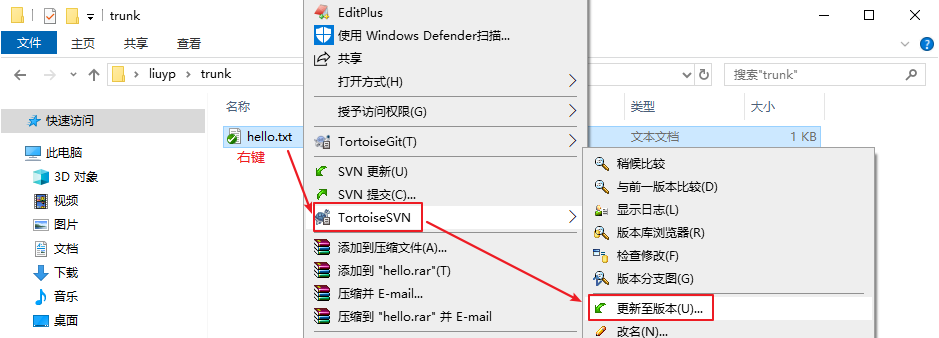 trunk
文件 主页 共享 查看
liuyp › trunk
搜索"trunk"
名称 类型 大小
快速访问
此电脑
3D 对象
视频
图片
文档
下载
音乐
桌面
hello.txt 文本文档 1 KB
右键
EditPlus
使用 Windows Defender扫描...
共享
打开方式(H)
授予访问权限(G)
TortoiseGit(T)
SVN 更新(U)
SVN 提交(C)...
TortoiseSVN
添加到压缩文件(A)...
添加到 "hello.rar"(T)
压缩并 E-mail...
压缩到 "hello.rar" 并 E-mail
稍候比较
与前一版本比较(D)
显示日志(L)
版本库浏览器(R)
检查修改(F)
版本分支图(G)
更新至版本(U)...
改名(N)...